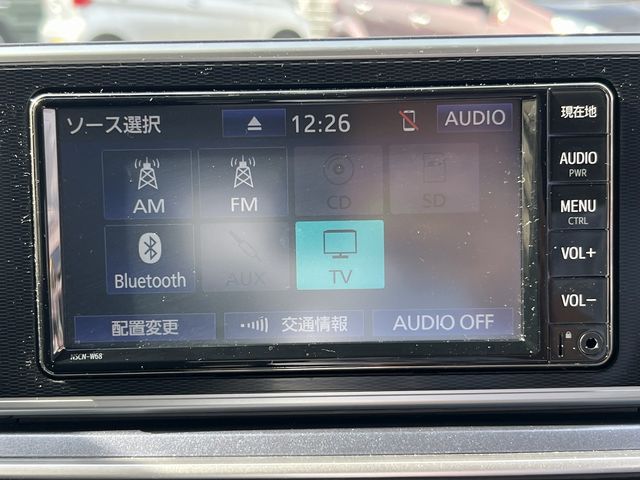 ソース選択 12:26 AUDIO
AM FM CD SD
Bluetooth AUX TV
配置変更 交通情報 AUDIO OFF
NSCN-W68
現在地
AUDIO
PWR
MENU
CTRL
VOL+
VOL-